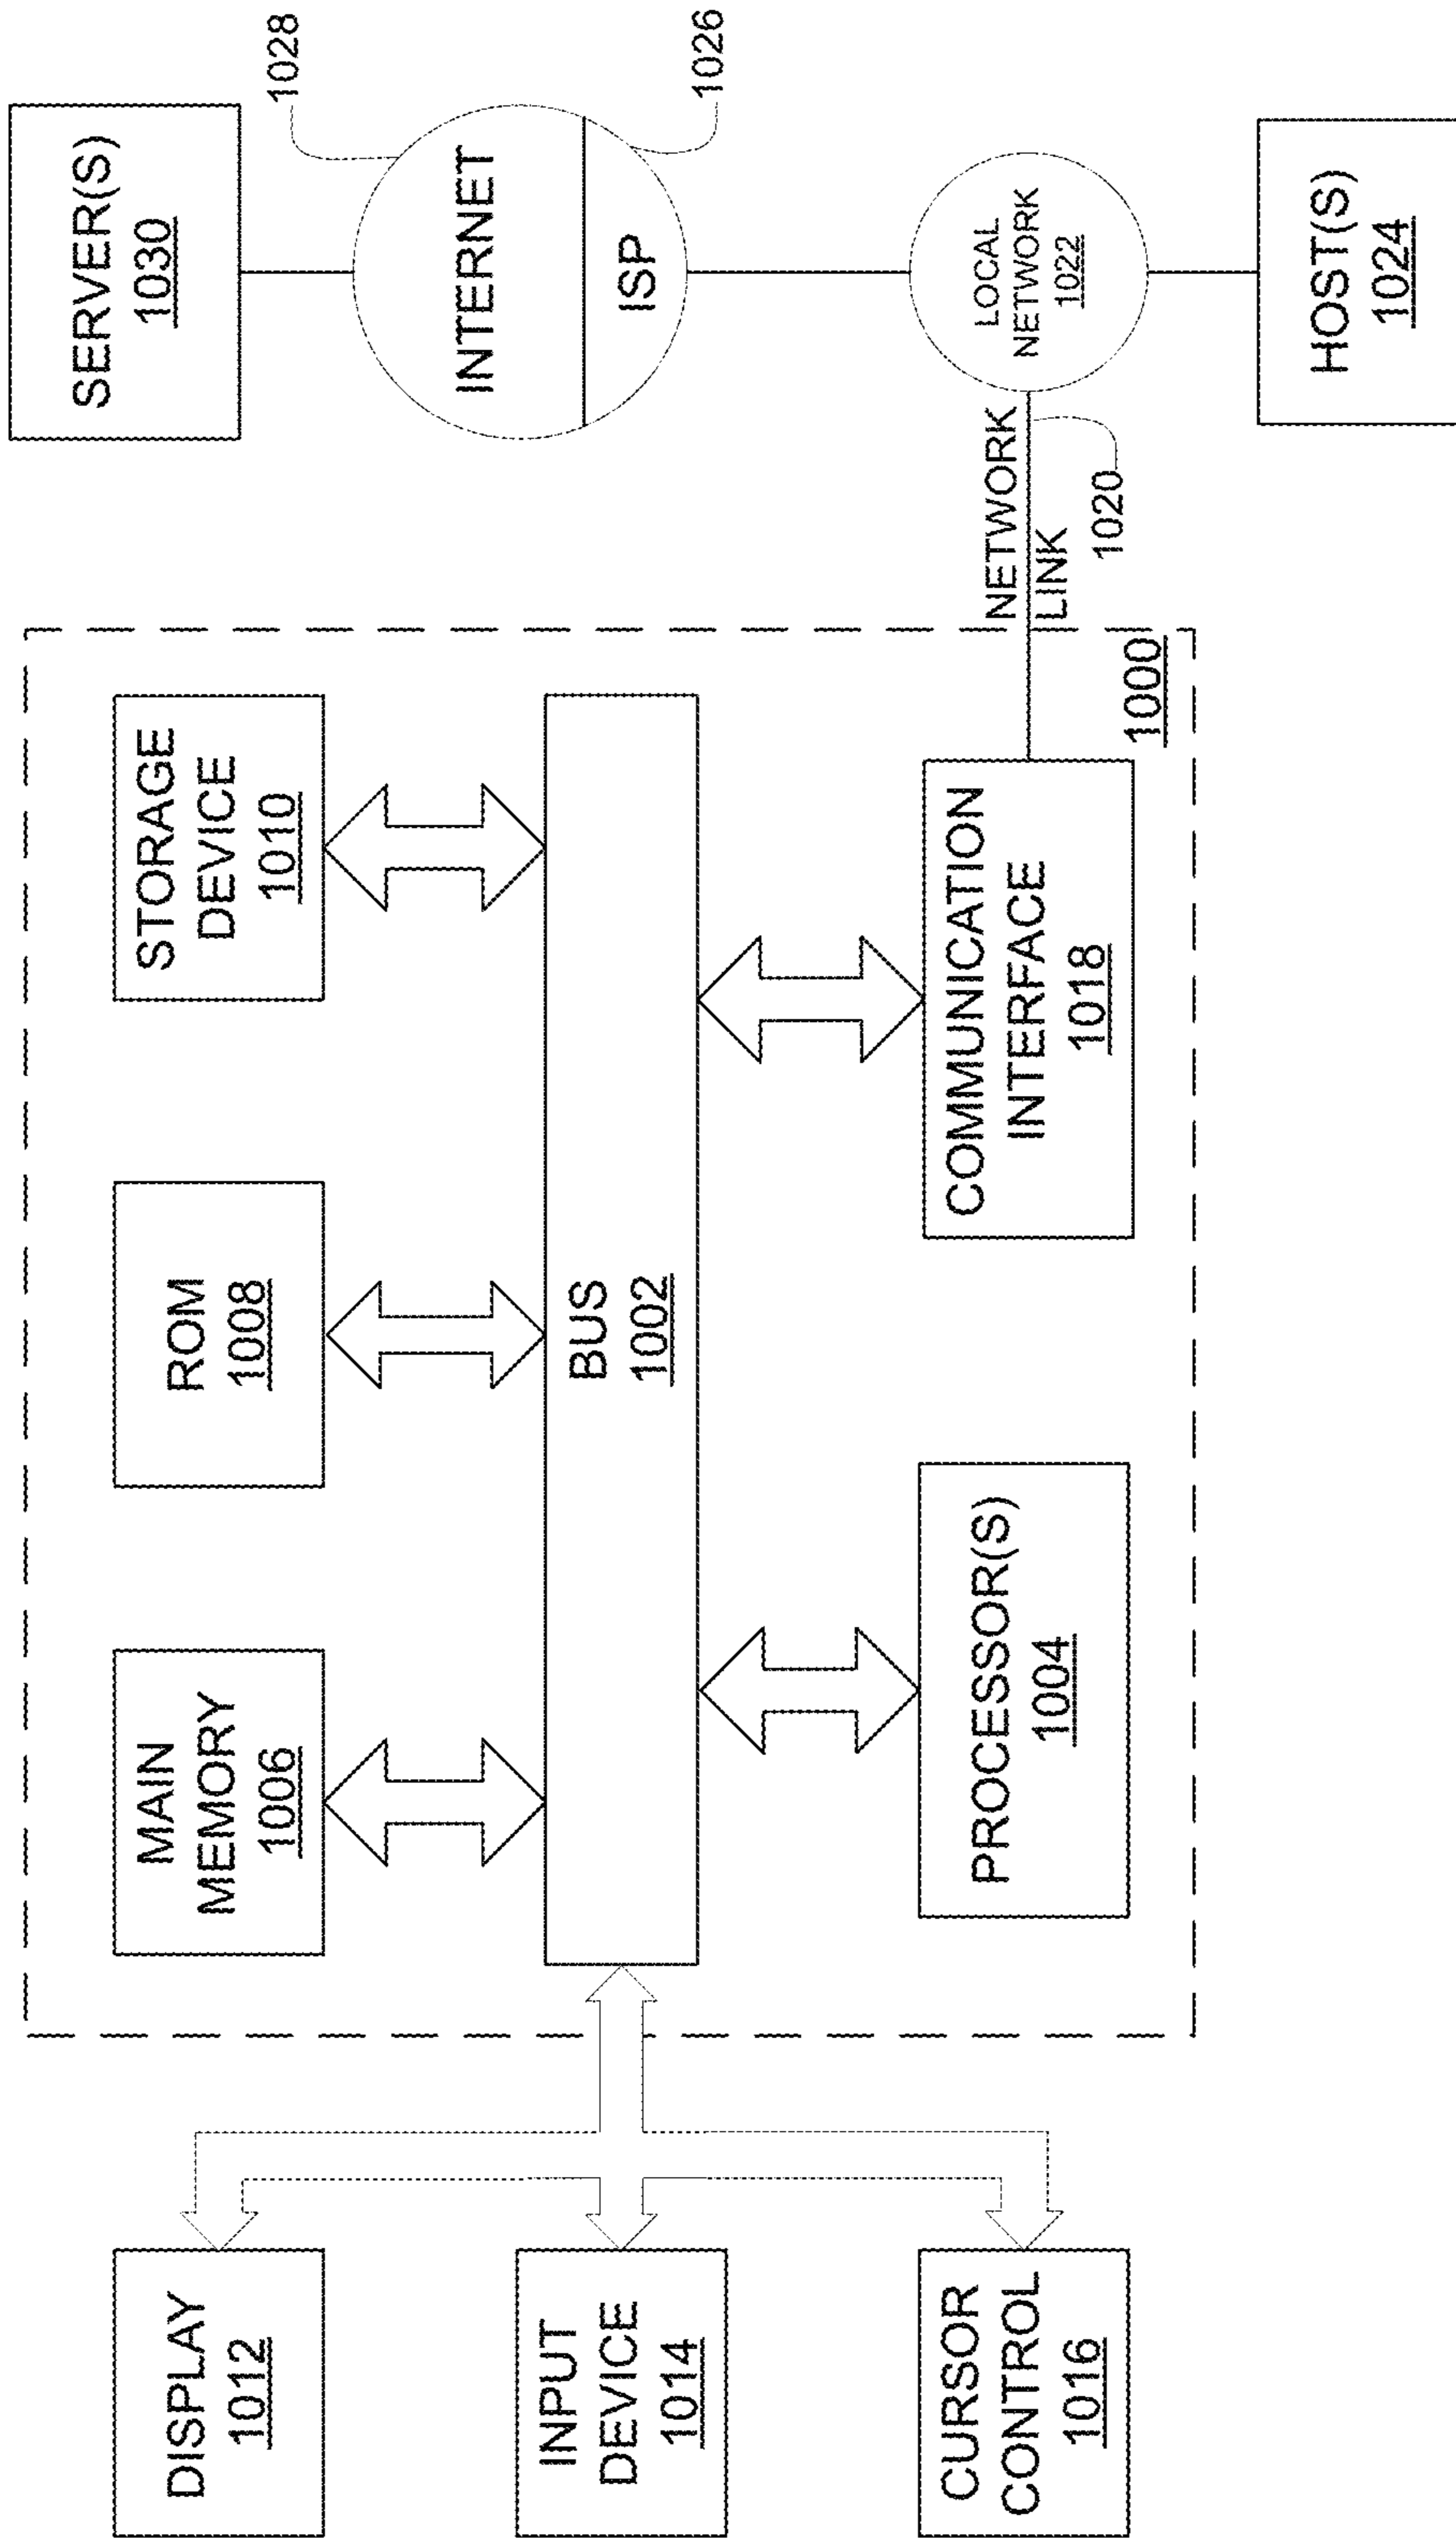 DISPLAY
1012
INPUT
DEVICE
1014
CURSOR
CONTROL
1016
MAIN
MEMORY
1006
ROM
1008
STORAGE
DEVICE
1010
BUS
1002
PROCESSOR(S)
1004
COMMUNICATION
INTERFACE
1018
1000
NETWORK
LINK
1020
SERVER(S)
1030
1028
INTERNET
ISP
1026
LOCAL
NETWORK
1022
HOST(S)
1024